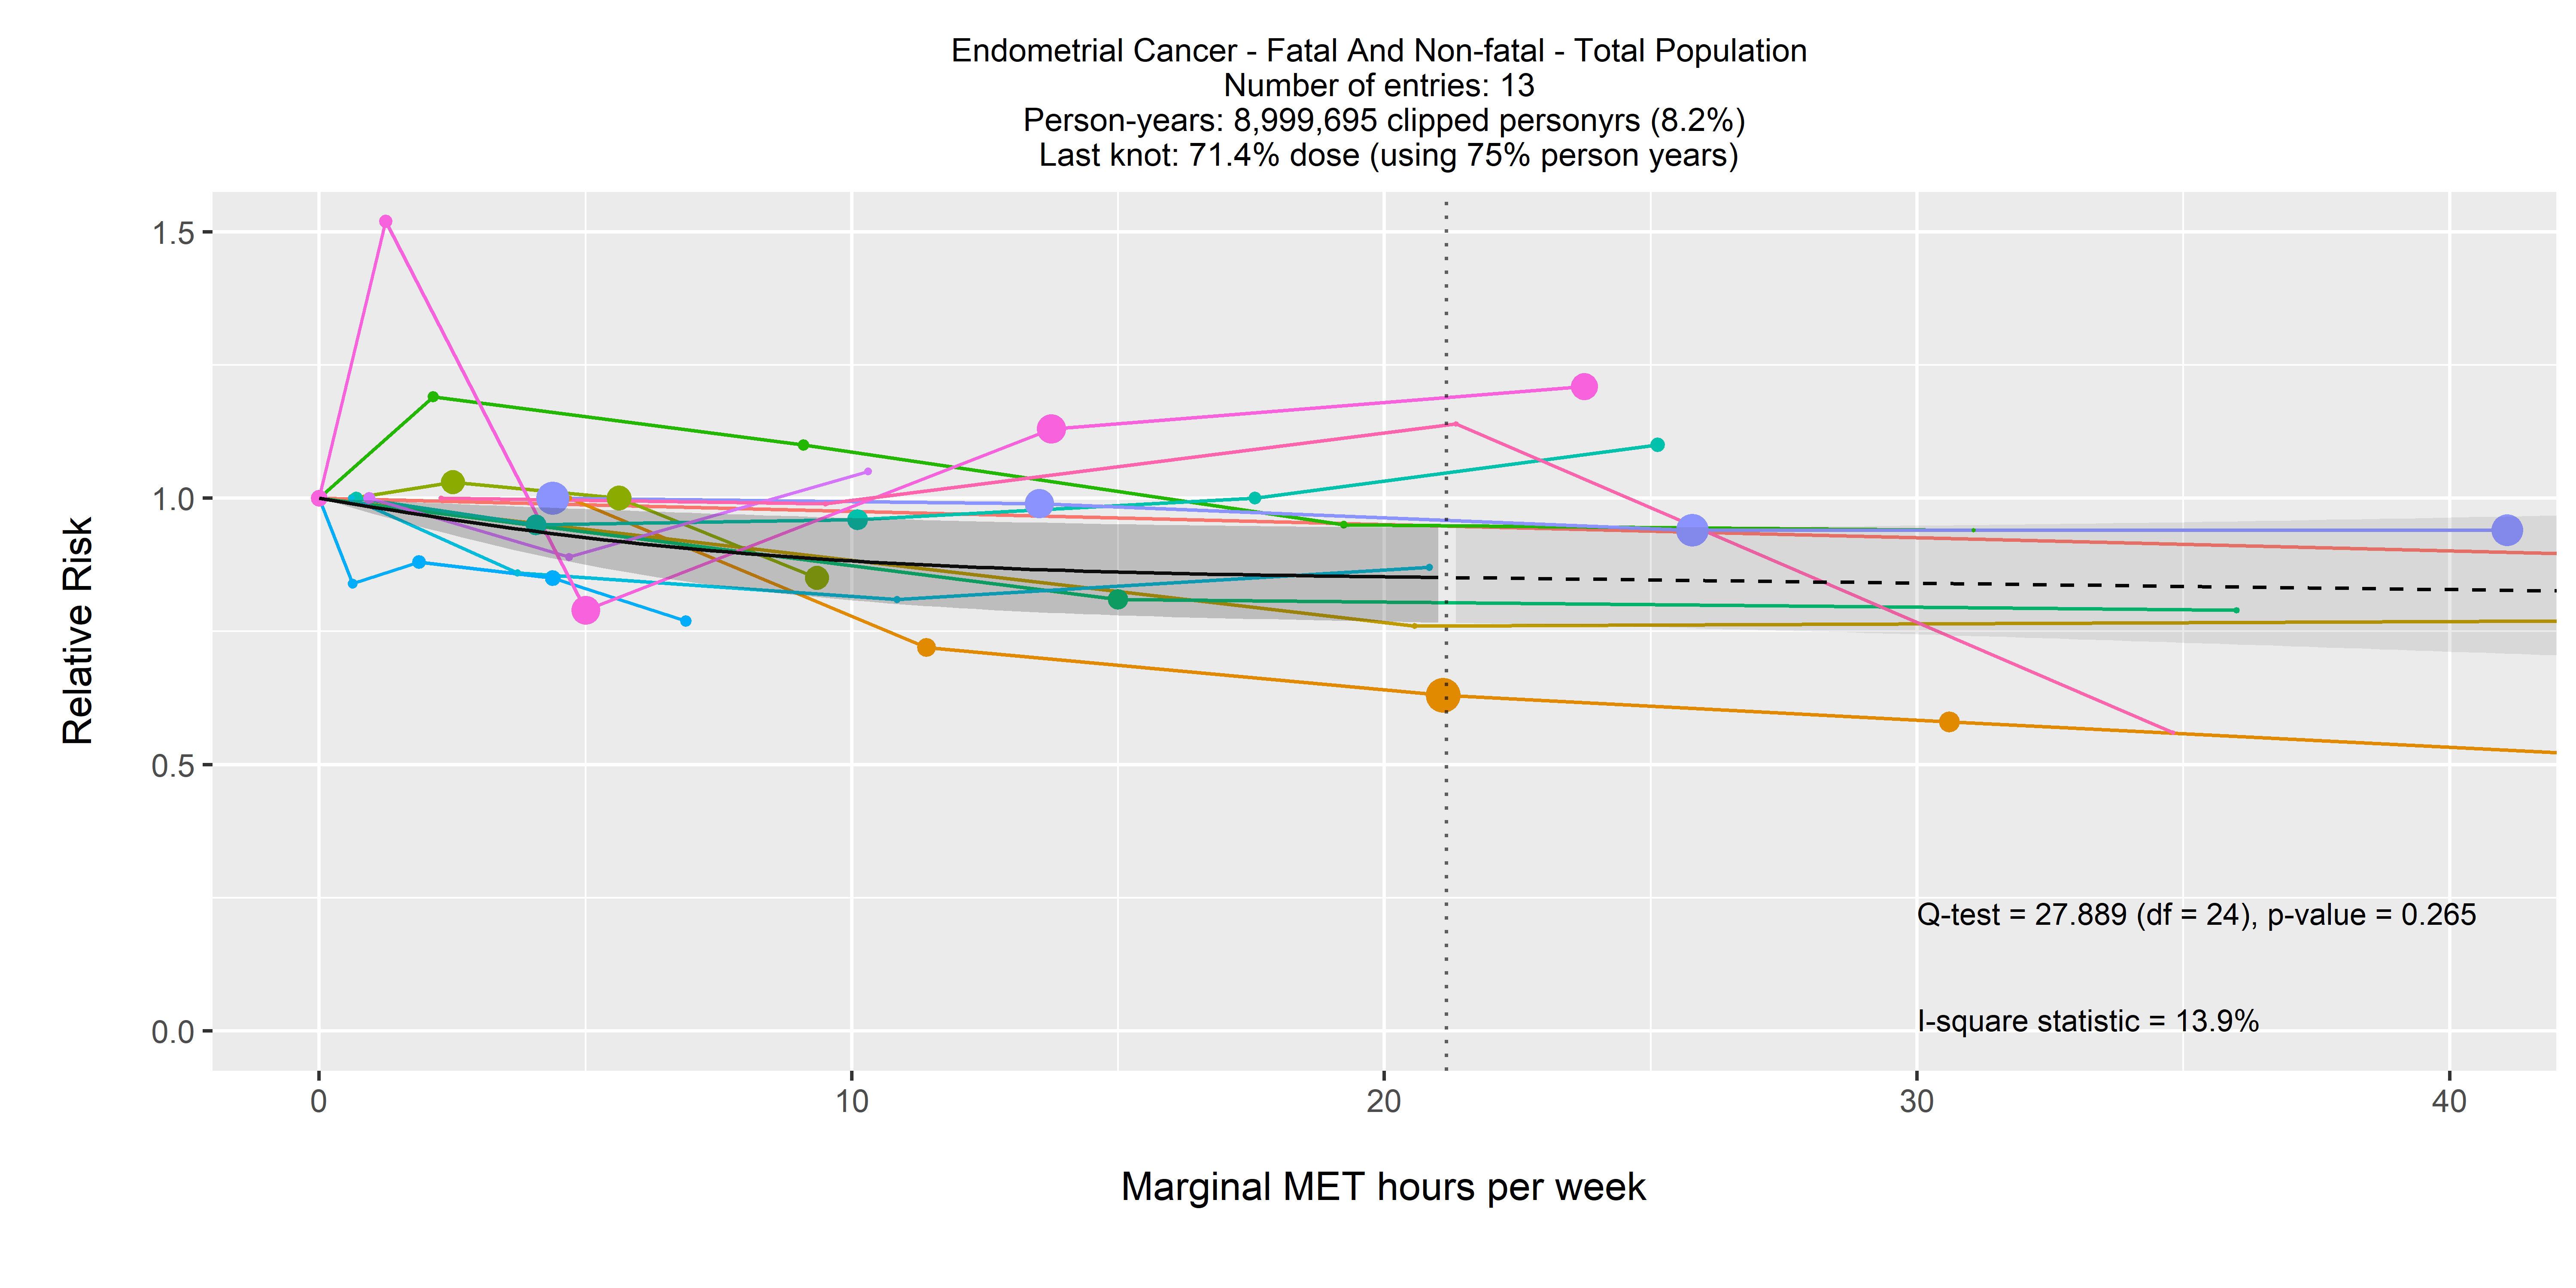 Endometrial Cancer - Fatal And Non-fatal - Total Population
Number of entries: 13
Person-years: 8,999,695 clipped personyrs (8.2%)
Last knot: 71.4% dose (using 75% person years)
1.5
1.0
0.5
0.0
Relative Risk
Q-test = 27.889 (df = 24), p-value = 0.265
I-square statistic = 13.9%
0 10 20 30 40
Marginal MET hours per week